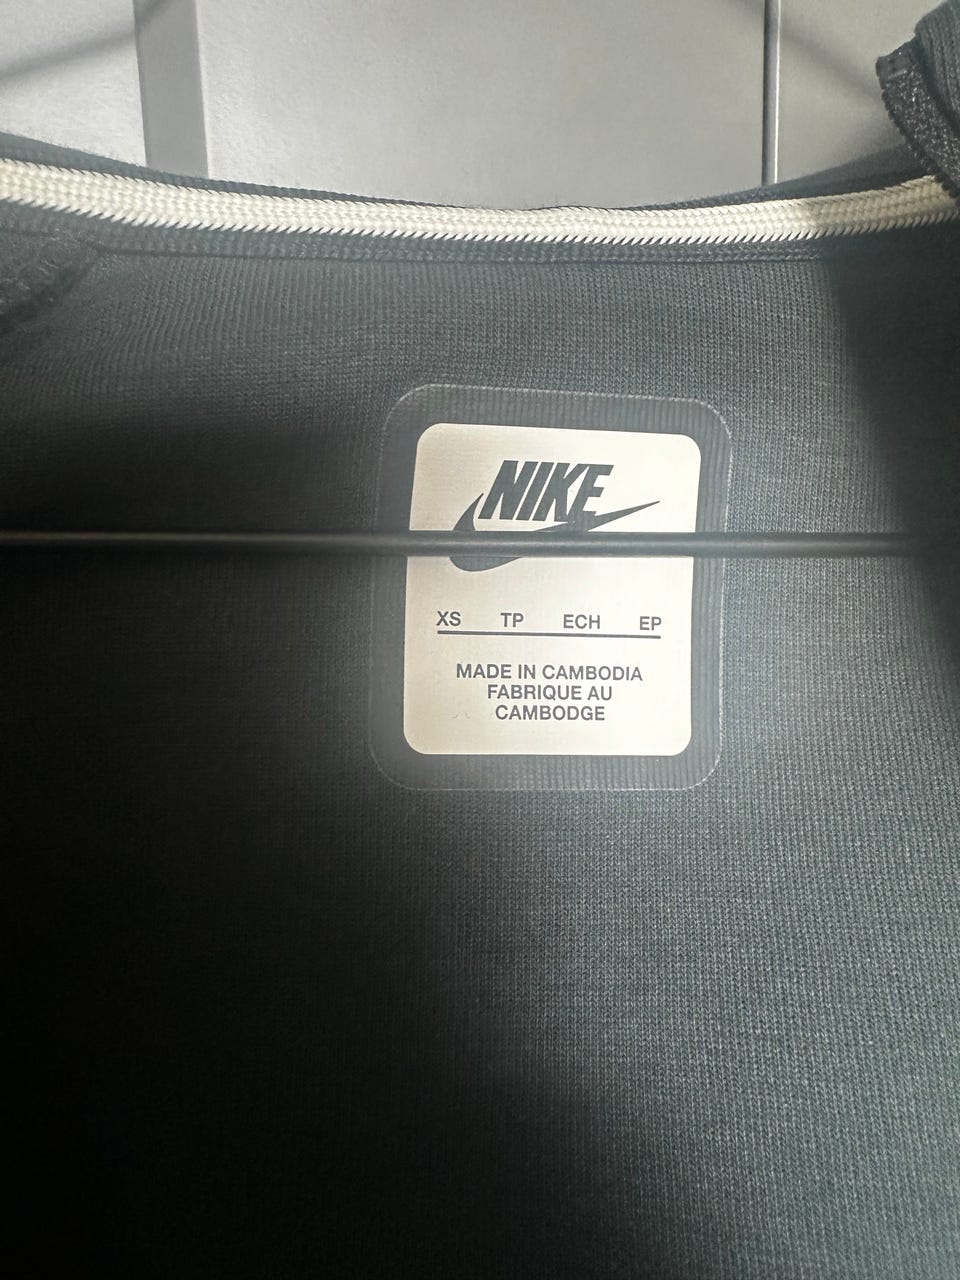 NIKE
XS TP ECH EP
MADE IN CAMBODIA
FABRIQUE AU
CAMBODGE